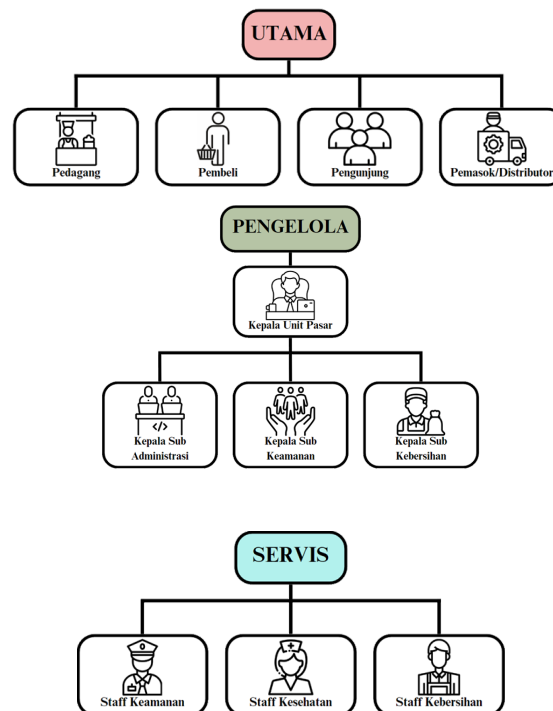 UTAMA
Pedagang
Pembeli
Pengunjung
Pemasok/Distributor
PENGELOLA
Kepala Unit Pasar
</>
Kepala Sub
Administrasi
Kepala Sub
Keamanan
Kepala Sub
Kebersihan
SERVIS
Staff Keamanan
Staff Kesehatan
Staff Kebersihan